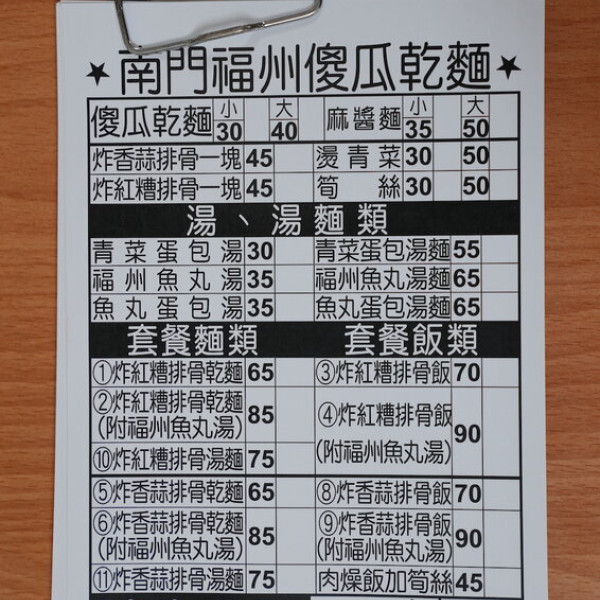 ★南門福州傻瓜乾麵★
傻瓜乾麵 小 30 大 40 麻醬麵 小 35 大 50
炸香蒜排骨一塊 45 燙青菜 30 50
炸紅糟排骨一塊 45 筍絲 30 50
湯、湯麵類
青菜蛋包湯 30 青菜蛋包湯麵 55
福州魚丸湯 35 福州魚丸湯麵 65
魚丸蛋包湯 35 魚丸蛋包湯麵 65
套餐麵類 套餐飯類
①炸紅糟排骨乾麵 65 ③炸紅糟排骨飯 70
②炸紅糟排骨乾麵
(附福州魚丸湯) 85
④炸紅糟排骨飯
(附福州魚丸湯) 90
⑩炸紅糟排骨湯麵 75
⑤炸香蒜排骨乾麵 65 ⑧炸香蒜排骨飯 70
⑥炸香蒜排骨乾麵
(附福州魚丸湯) 85
⑨炸香蒜排骨飯
(附福州魚丸湯) 90
⑪炸香蒜排骨湯麵 75 肉燥飯加筍絲 45